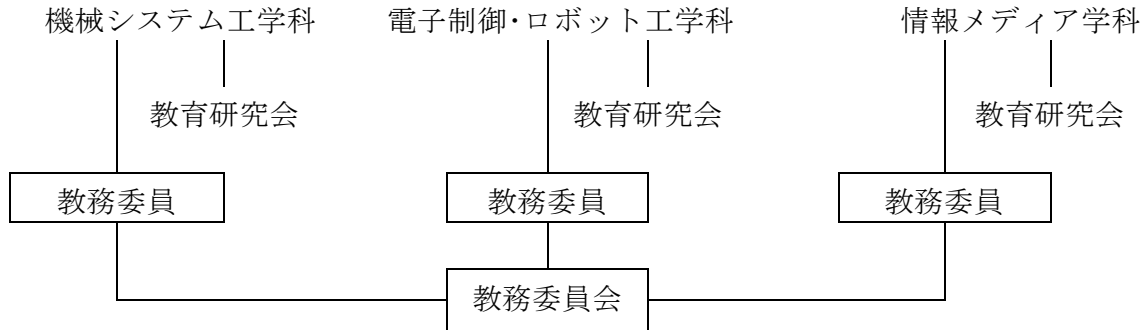 機械システム工学科 電子制御・ロボット工学科 情報メディア学科
教育研究会 教育研究会 教育研究会
教務委員 教務委員 教務委員
教務委員会